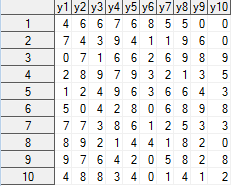 y1 y2 y3 y4 y5 y6 y7 y8 y9 y10
1 4 6 6 7 6 8 5 5 0 0
2 7 4 3 9 4 1 1 9 6 0
3 0 7 1 6 6 2 6 9 8 9
4 2 8 9 7 9 3 2 1 3 5
5 1 2 4 9 6 3 6 6 4 3
6 5 0 4 2 8 0 6 8 9 8
7 7 7 3 8 6 1 2 5 3 3
8 8 9 2 1 4 4 1 8 2 0
9 9 7 6 4 2 0 5 8 2 8
10 4 8 8 3 4 0 1 4 1 2